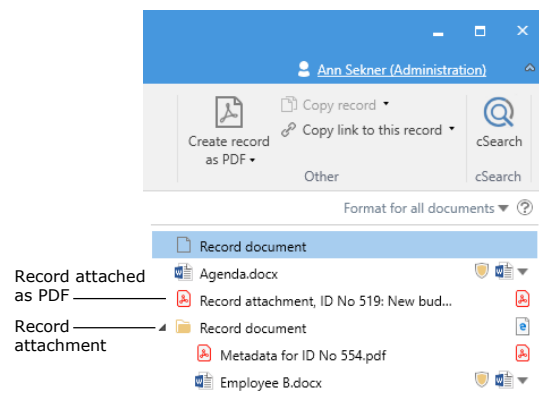 Ann Sekner (Administration)
Create record
as PDF
Copy record
Copy link to this record
Other
cSearch
cSearch
Format for all documents
?
Record document
Agenda.docx
Record attached
as PDF
Record attachment, ID No 519: New bud...
Record
attachment
Record document
Metadata for ID No 554.pdf
Employee B.docx